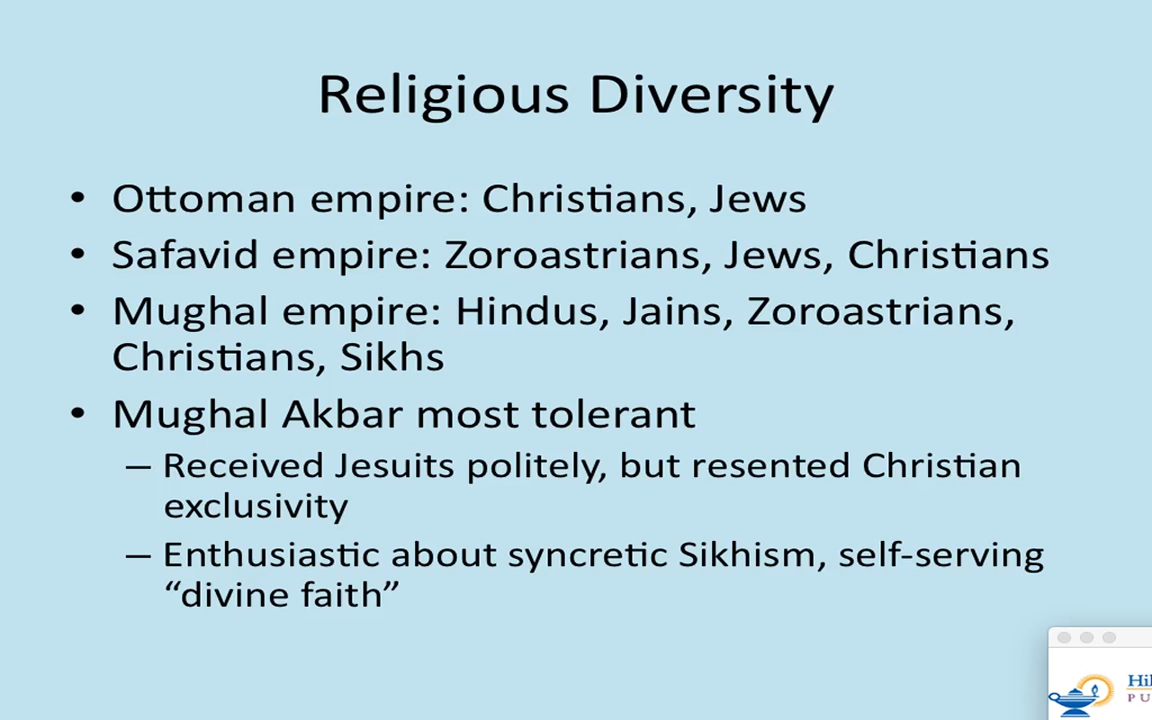 Religious Diversity
• Ottoman empire: Christians, Jews
• Safavid empire: Zoroastrians, Jews, Christians
• Mughal empire: Hindus, Jains, Zoroastrians,
Christians, Sikhs
• Mughal Akbar most tolerant
– Received Jesuits politely, but resented Christian
exclusivity
– Enthusiastic about syncretic Sikhism, self-serving
“divine faith”